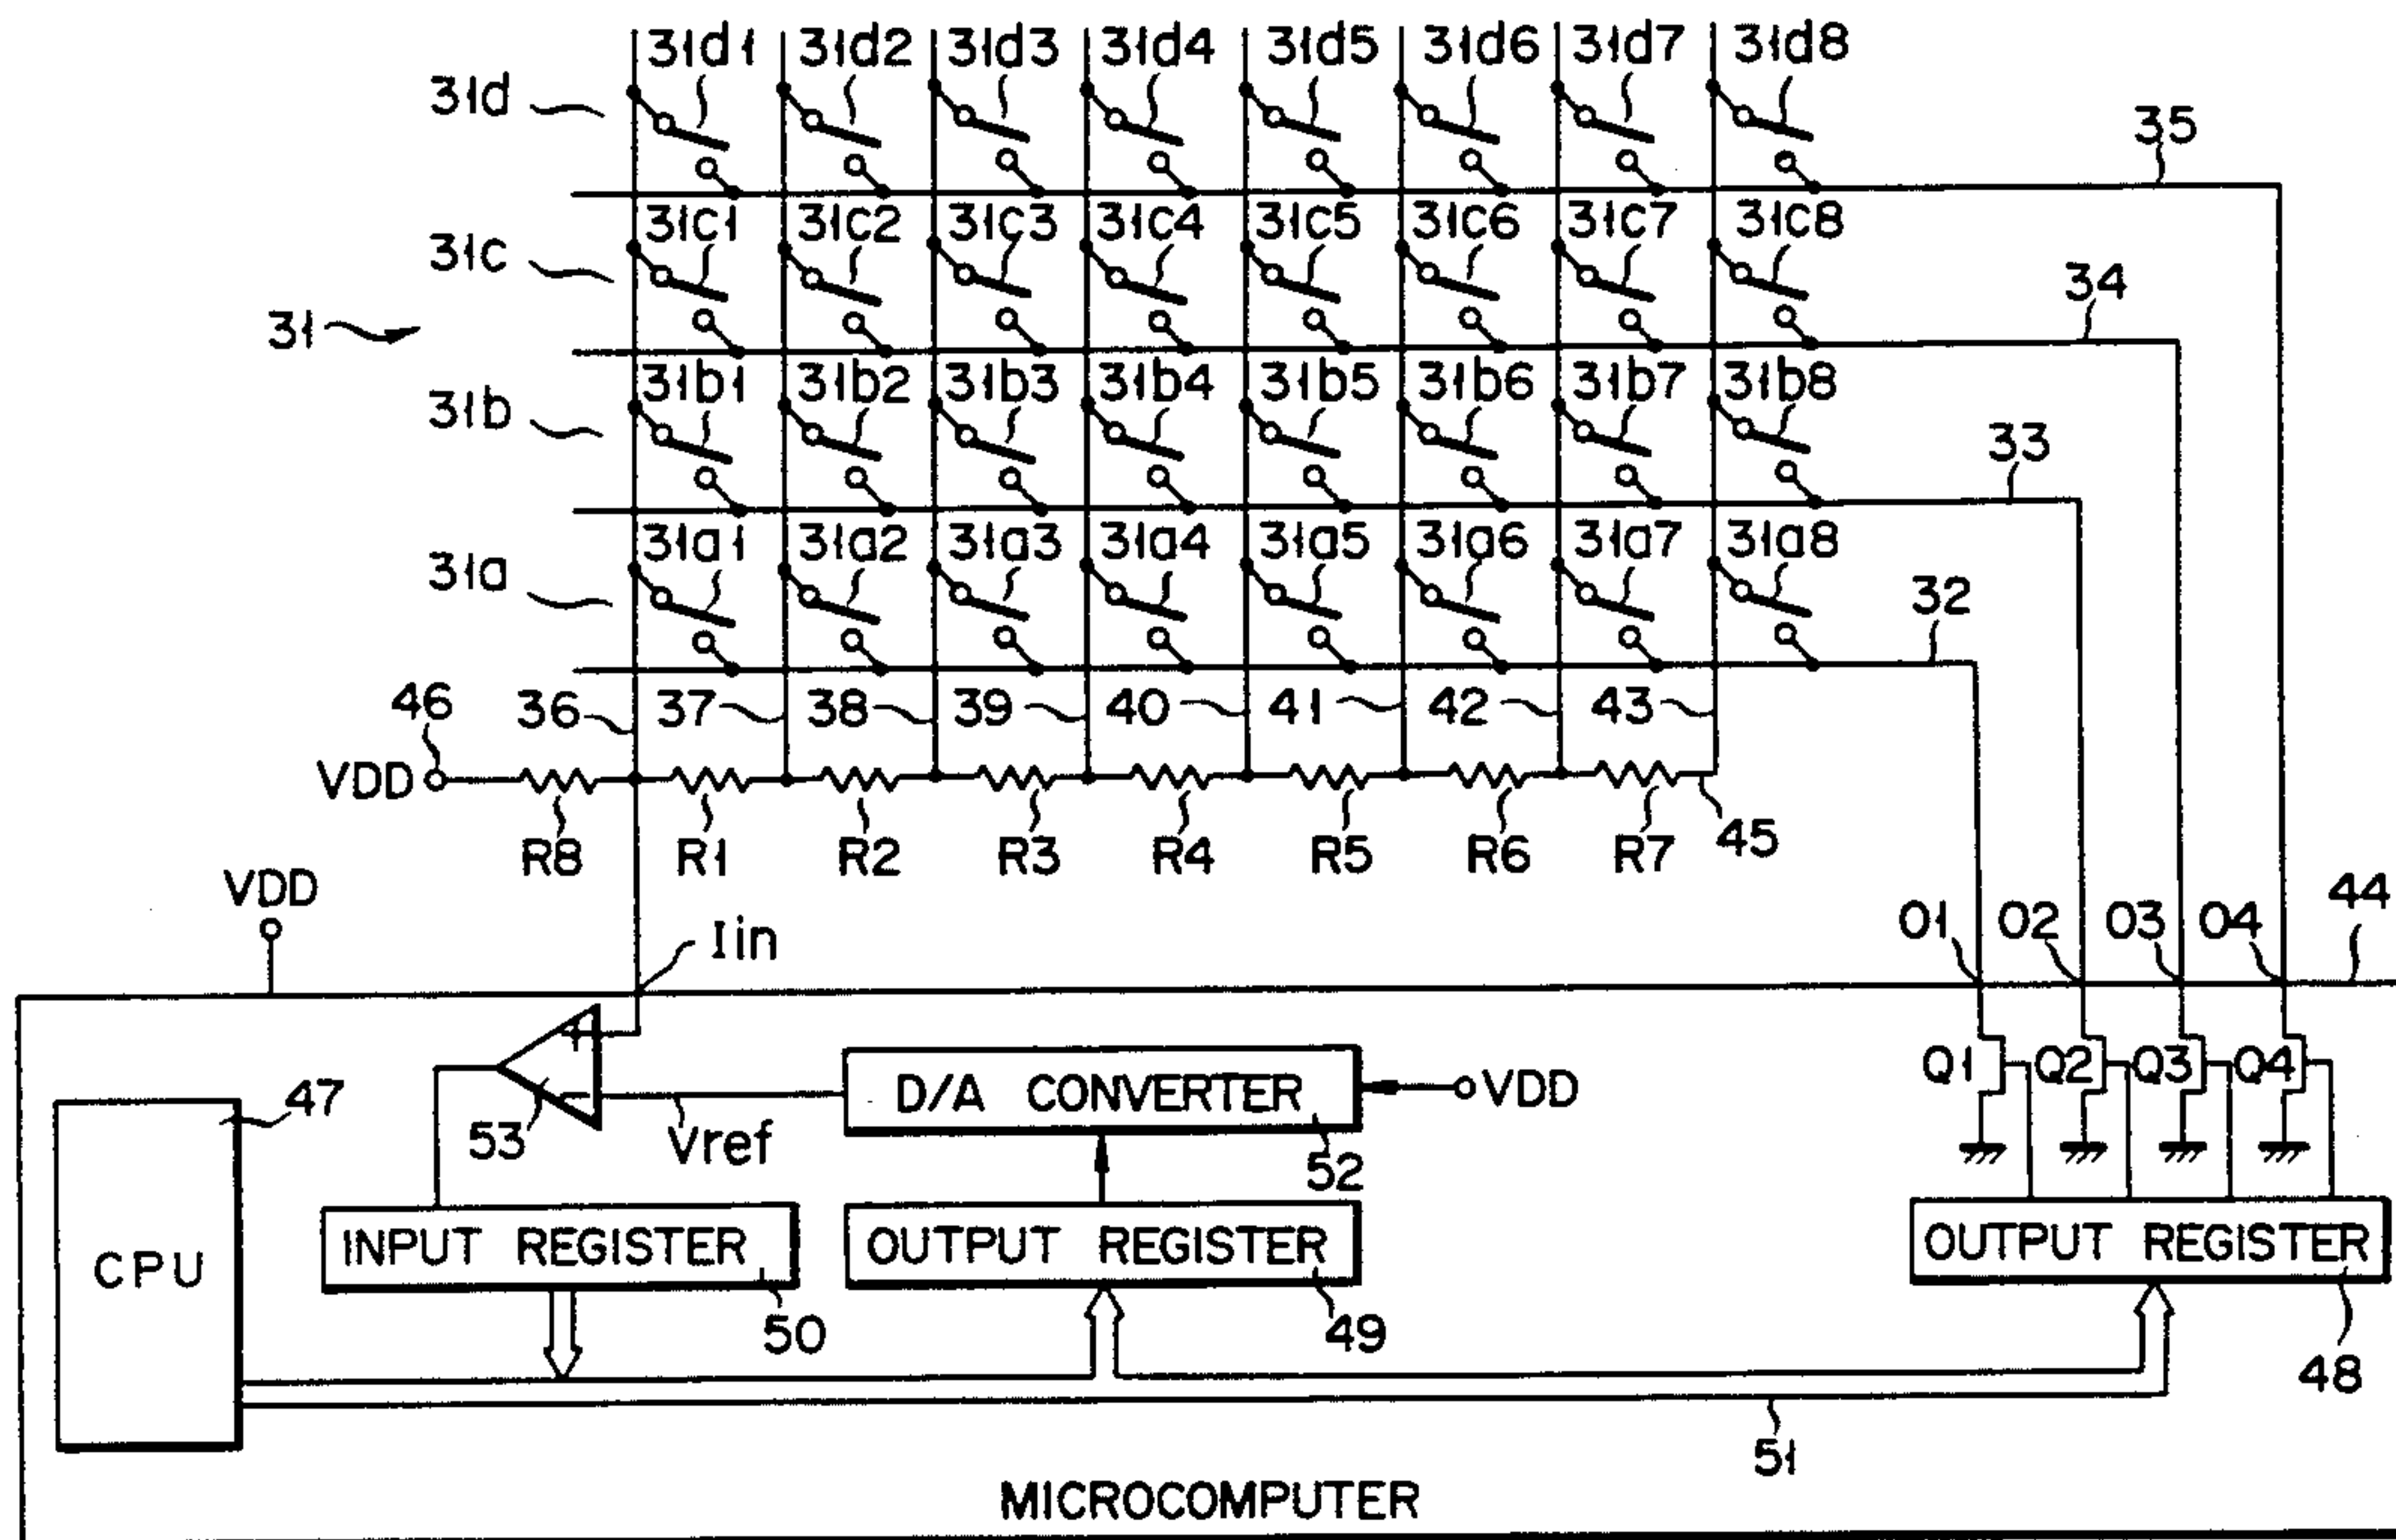 31d 31d1 31d2 31d3 31d4 31d5 31d6 31d7 31d8
35
31c 31c1 31c2 31c3 31c4 31c5 31c6 31c7 31c8
34
31
31b 31b1 31b2 31b3 31b4 31b5 31b6 31b7 31b8
33
31a 31a1 31a2 31a3 31a4 31a5 31a6 31a7 31a8
32
46 36 37 38 39 40 41 42 43
VDD
R8 R1 R2 R3 R4 R5 R6 R7 45
VDD
Iin
O1 O2 O3 O4 44
+
-
53
Vref
D/A CONVERTER
52
VDD
Q1 Q2 Q3 Q4
47
CPU
INPUT REGISTER
50
OUTPUT REGISTER
49
OUTPUT REGISTER
48
51
MICROCOMPUTER